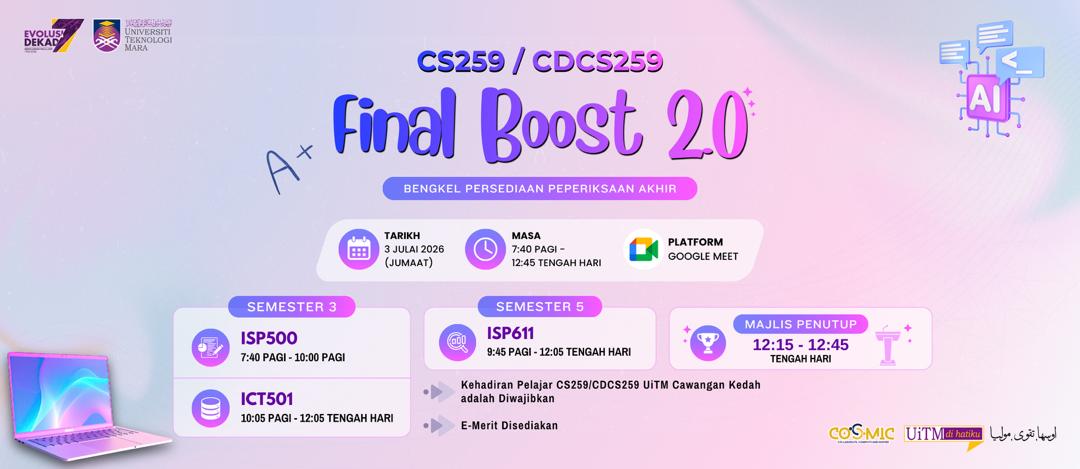 EVOLUSI
DEKAD 7
UNIVERSITI
TEKNOLOGI
MARA
CS259 / CDCS259
Final Boost 2.0
A+
BENGKEL PERSEDIAAN PEPERIKSAAN AKHIR
TARIKH
3 JULAI 2026
(JUMAAT)
MASA
7:40 PAGI -
12:45 TENGAH HARI
PLATFORM
GOOGLE MEET
AI
SEMESTER 3
ISP500
7:40 PAGI - 10:00 PAGI
ICT501
10:05 PAGI - 12:05 TENGAH HARI
SEMESTER 5
ISP611
9:45 PAGI - 12:05 TENGAH HARI
MAJLIS PENUTUP
12:15 - 12:45
TENGAH HARI
Kehadiran Pelajar CS259/CDCS259 UiTM Cawangan Kedah
adalah Diwajibkan
E-Merit Disediakan
COSMIC
UiTM di hatiku
اوسها، تقوى، موليا